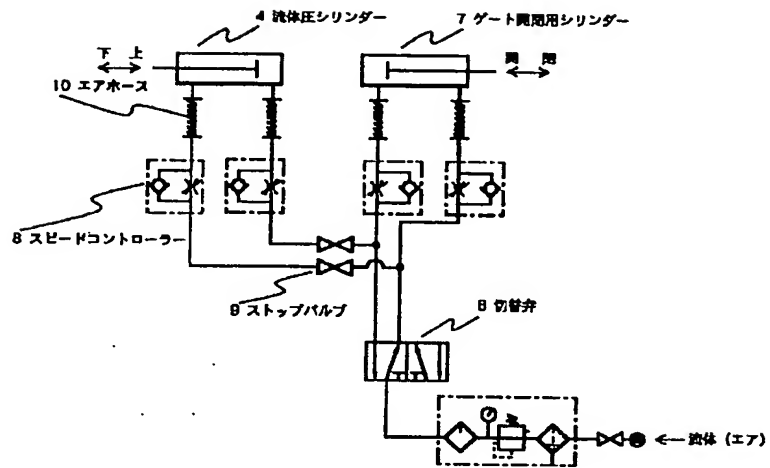 4 流体圧シリンダー
7 ゲート開閉用シリンダー
下 上
開 閉
10 エアホース
8 スピードコントローラー
9 ストップバルブ
8 切替弁
流体 (エア)